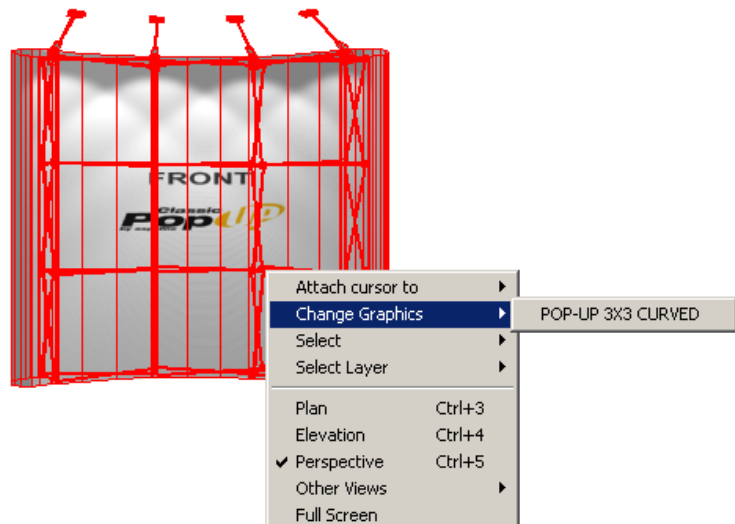 FRONT
Classic
PopUP
Attach cursor to
Change Graphics
POP-UP 3X3 CURVED
Select
Select Layer
Plan Ctrl+3
Elevation Ctrl+4
Perspective Ctrl+5
Other Views
Full Screen